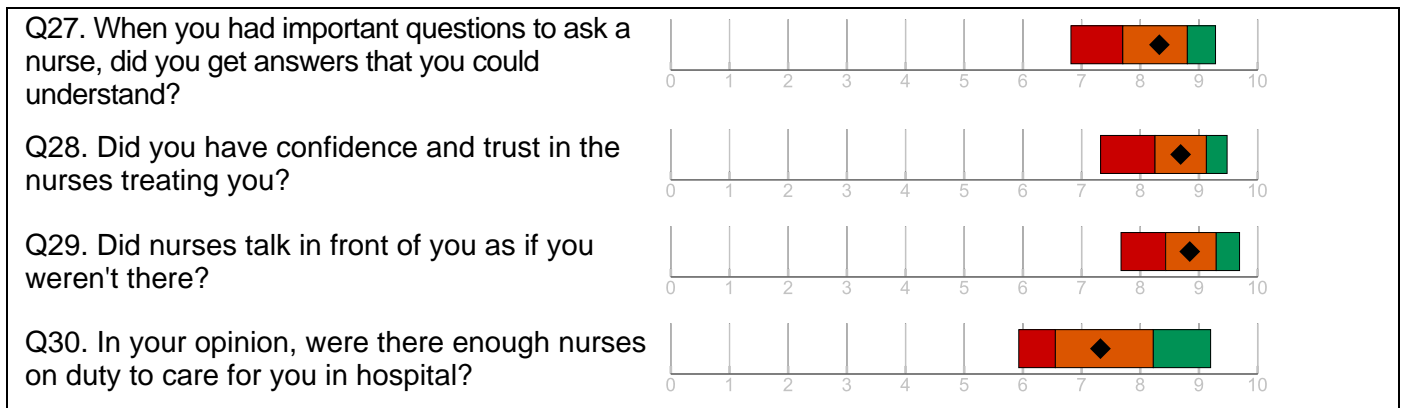 Q27. When you had important questions to ask a
nurse, did you get answers that you could
understand?
0 1 2 3 4 5 6 7 8 9 10
Q28. Did you have confidence and trust in the
nurses treating you?
0 1 2 3 4 5 6 7 8 9 10
Q29. Did nurses talk in front of you as if you
weren't there?
0 1 2 3 4 5 6 7 8 9 10
Q30. In your opinion, were there enough nurses
on duty to care for you in hospital?
0 1 2 3 4 5 6 7 8 9 10